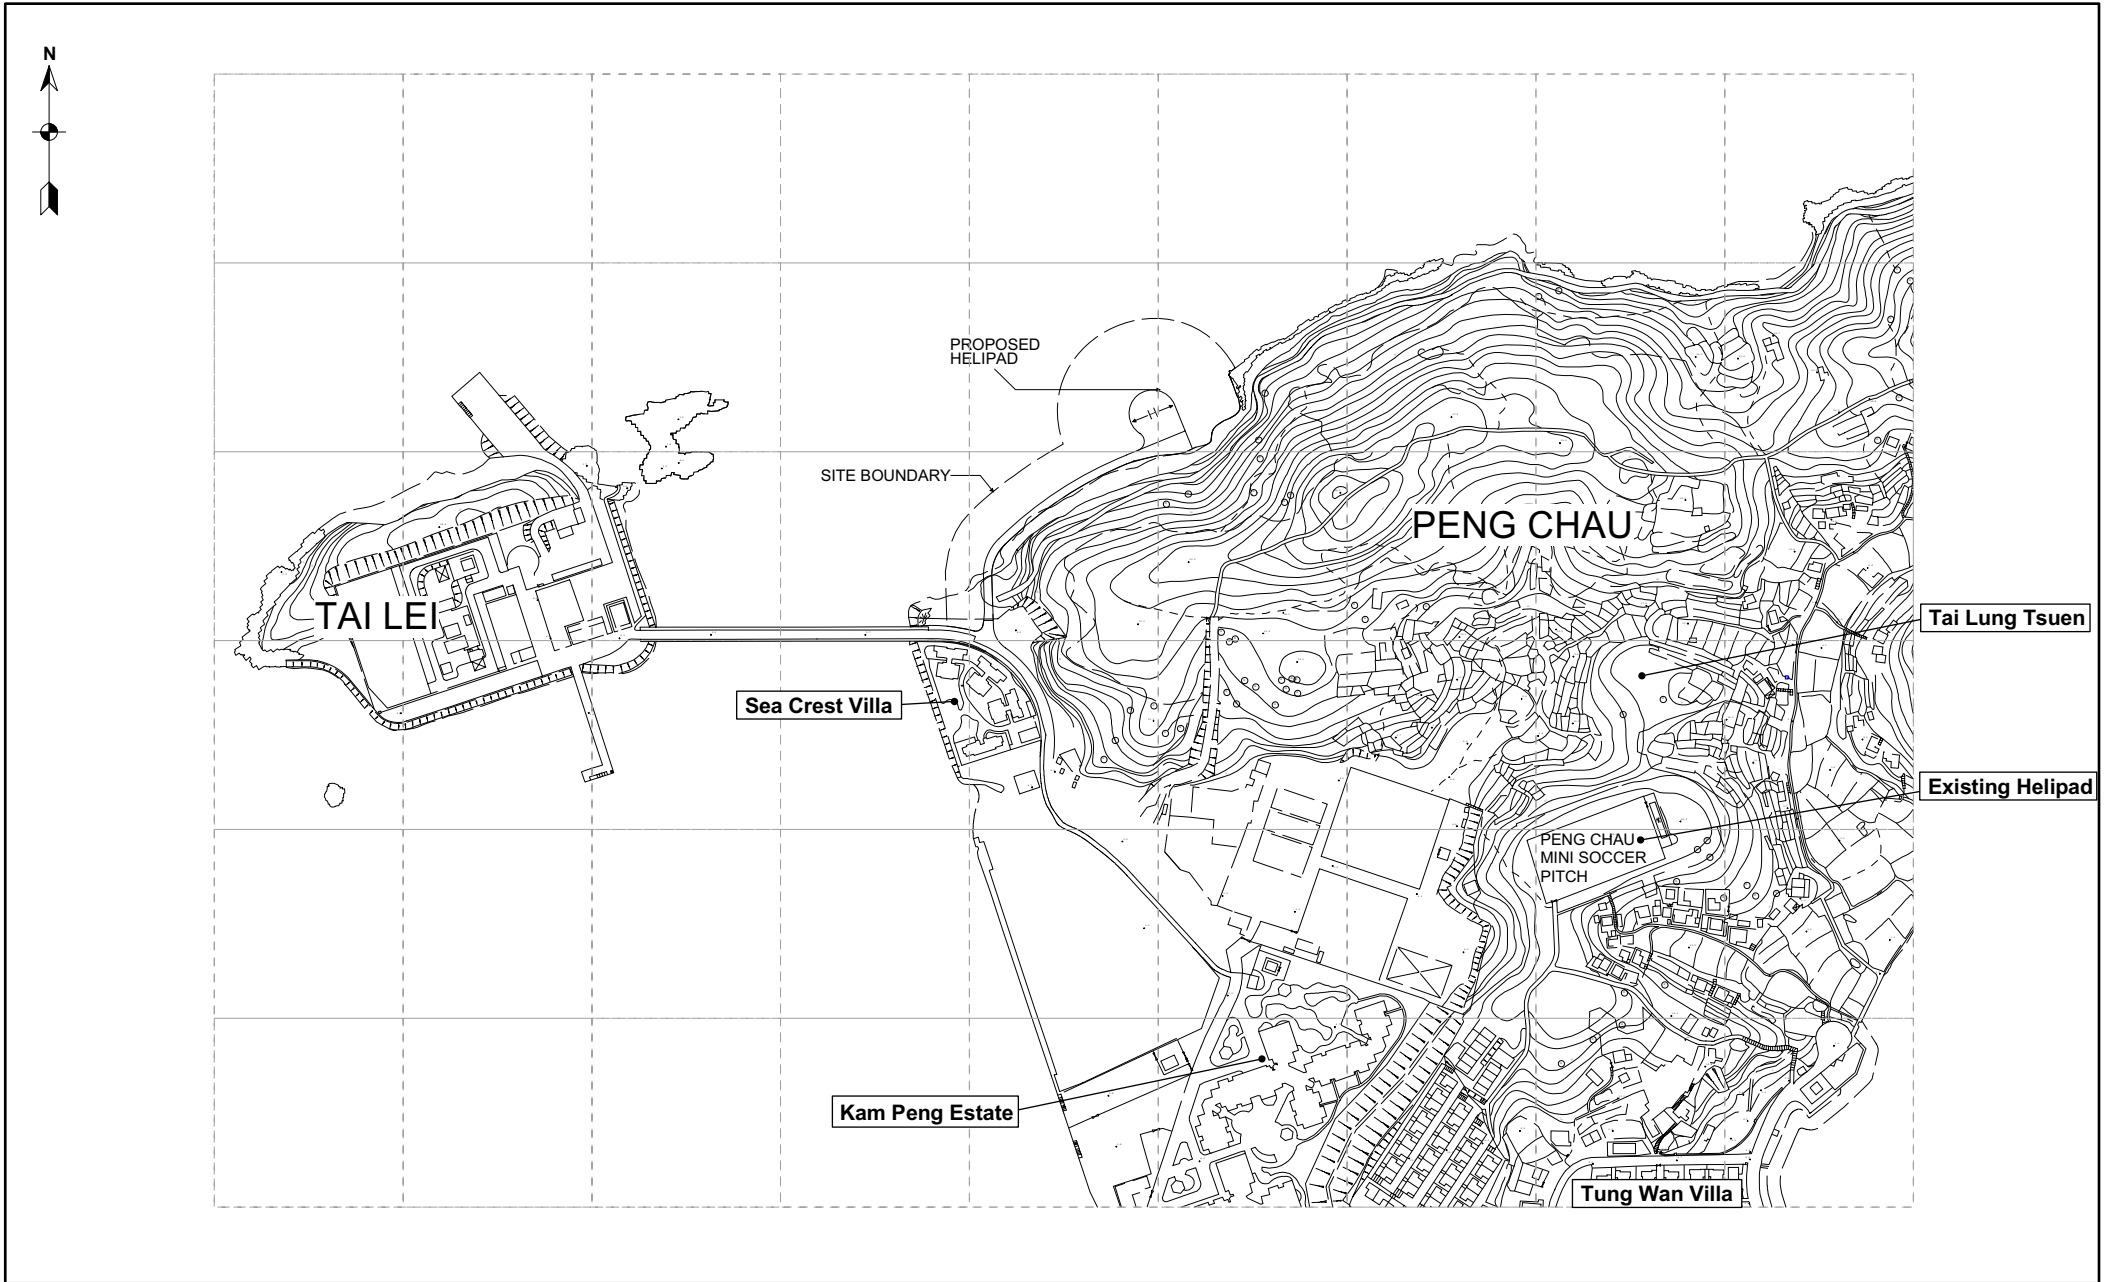 N
PROPOSED
HELIPAD
H
SITE BOUNDARY
PENG CHAU
TAI LEI
Tai Lung Tsuen
Sea Crest Villa
Existing Helipad
PENG CHAU
MINI SOCCER
PITCH
Kam Peng Estate
Tung Wan Villa